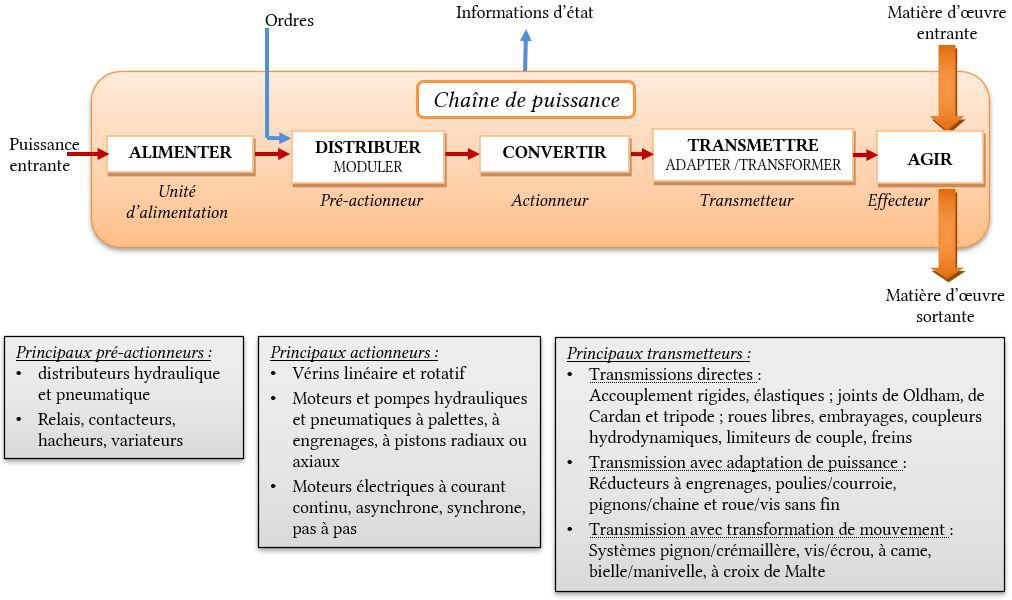 Ordres
Informations d'état
Matière d'œuvre
entrante
Chaîne de puissance
Puissance
entrante
ALIMENTER
DISTRIBUER
MODULER
CONVERTIR
TRANSMETTRE
ADAPTER /TRANSFORMER
AGIR
Unité
d'alimentation
Pré-actionneur
Actionneur
Transmetteur
Effecteur
Matière d'œuvre
sortante
Principaux pré-actionneurs :
• distributeurs hydraulique
et pneumatique
• Relais, contacteurs,
hacheurs, variateurs
Principaux actionneurs :
• Vérins linéaire et rotatif
• Moteurs et pompes hydrauliques
et pneumatiques à palettes, à
engrenages, à pistons radiaux ou
axiaux
• Moteurs électriques à courant
continu, asynchrone, synchrone,
pas à pas
Principaux transmetteurs :
• Transmissions directes :
Accouplement rigides, élastiques ; joints de Oldham, de
Cardan et tripode ; roues libres, embrayages, coupleurs
hydrodynamiques, limiteurs de couple, freins
• Transmission avec adaptation de puissance :
Réducteurs à engrenages, poulies/courroie,
pignons/chaine et roue/vis sans fin
• Transmission avec transformation de mouvement :
Systèmes pignon/crémaillère, vis/écrou, à came,
bielle/manivelle, à croix de Malte